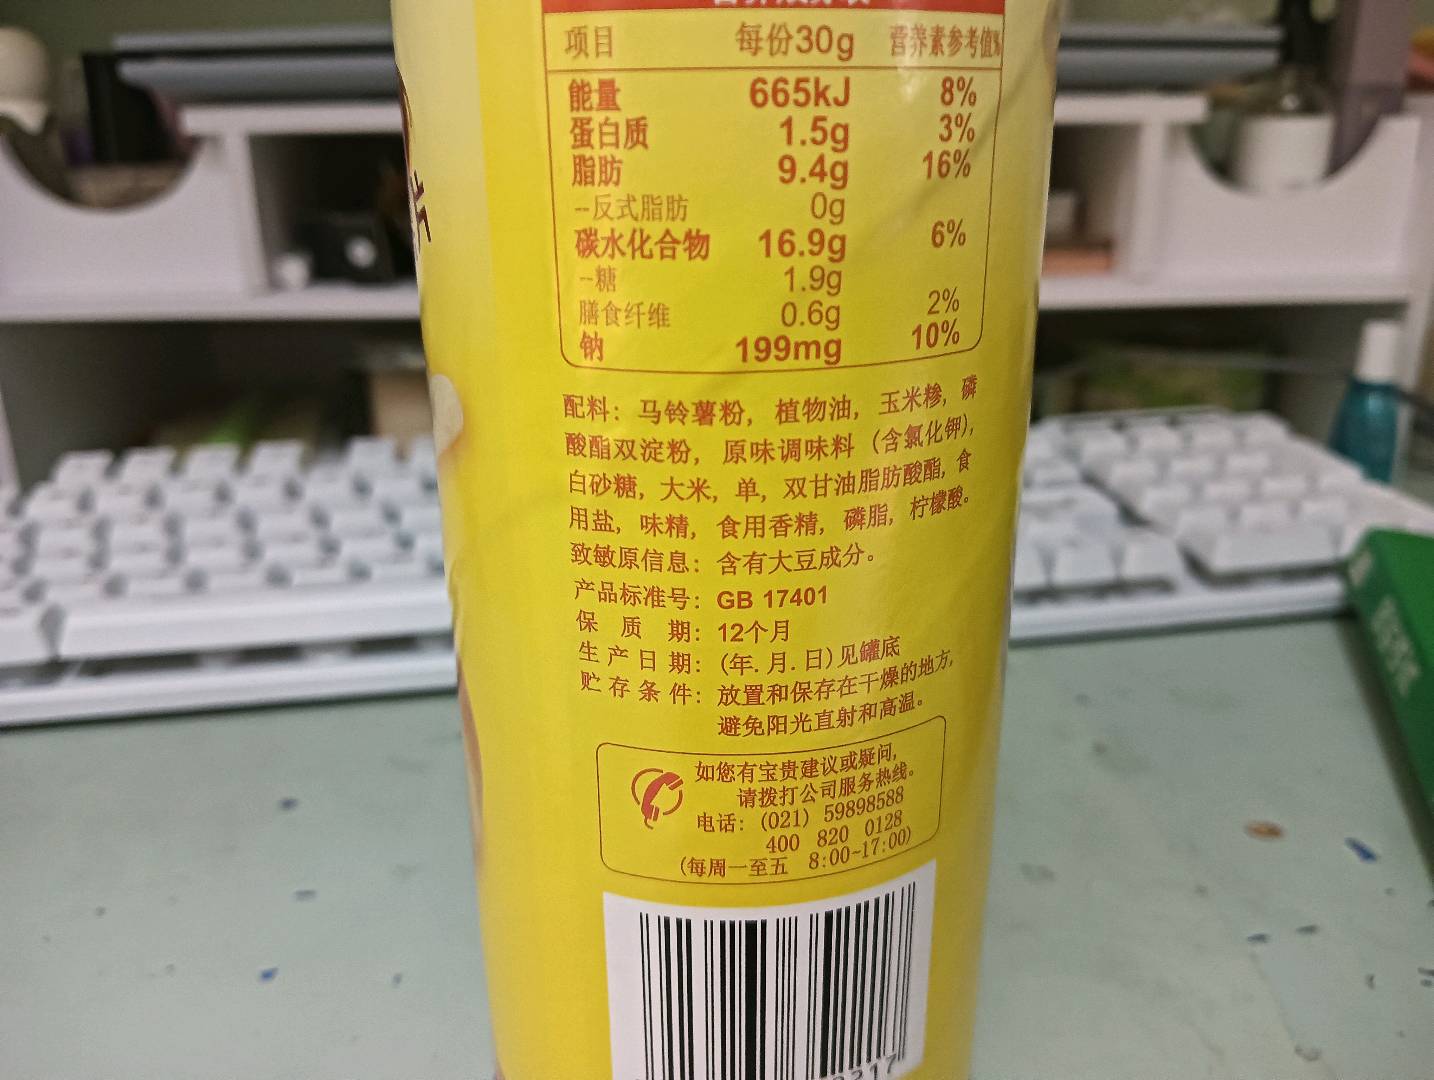 项目 每份30g 营养素参考值%
能量 665kJ 8%
蛋白质 1.5g 3%
脂肪 9.4g 16%
--反式脂肪 0g
碳水化合物 16.9g 6%
--糖 1.9g
膳食纤维 0.6g 2%
钠 199mg 10%
配料：马铃薯粉，植物油，玉米糁，磷
酸酯双淀粉，原味调味料（含氯化钾），
白砂糖，大米，单，双甘油脂肪酸酯，食
用盐，味精，食用香精，磷脂，柠檬酸。
致敏原信息：含有大豆成分。
产品标准号：GB 17401
保质期：12个月
生产日期：(年.月.日)见罐底
贮存条件：放置和保存在干燥的地方，
避免阳光直射和高温。
如您有宝贵建议或疑问，
请拨打公司服务热线。
电话：(021) 59898588
400 820 0128
(每周一至五 8:00~17:00)